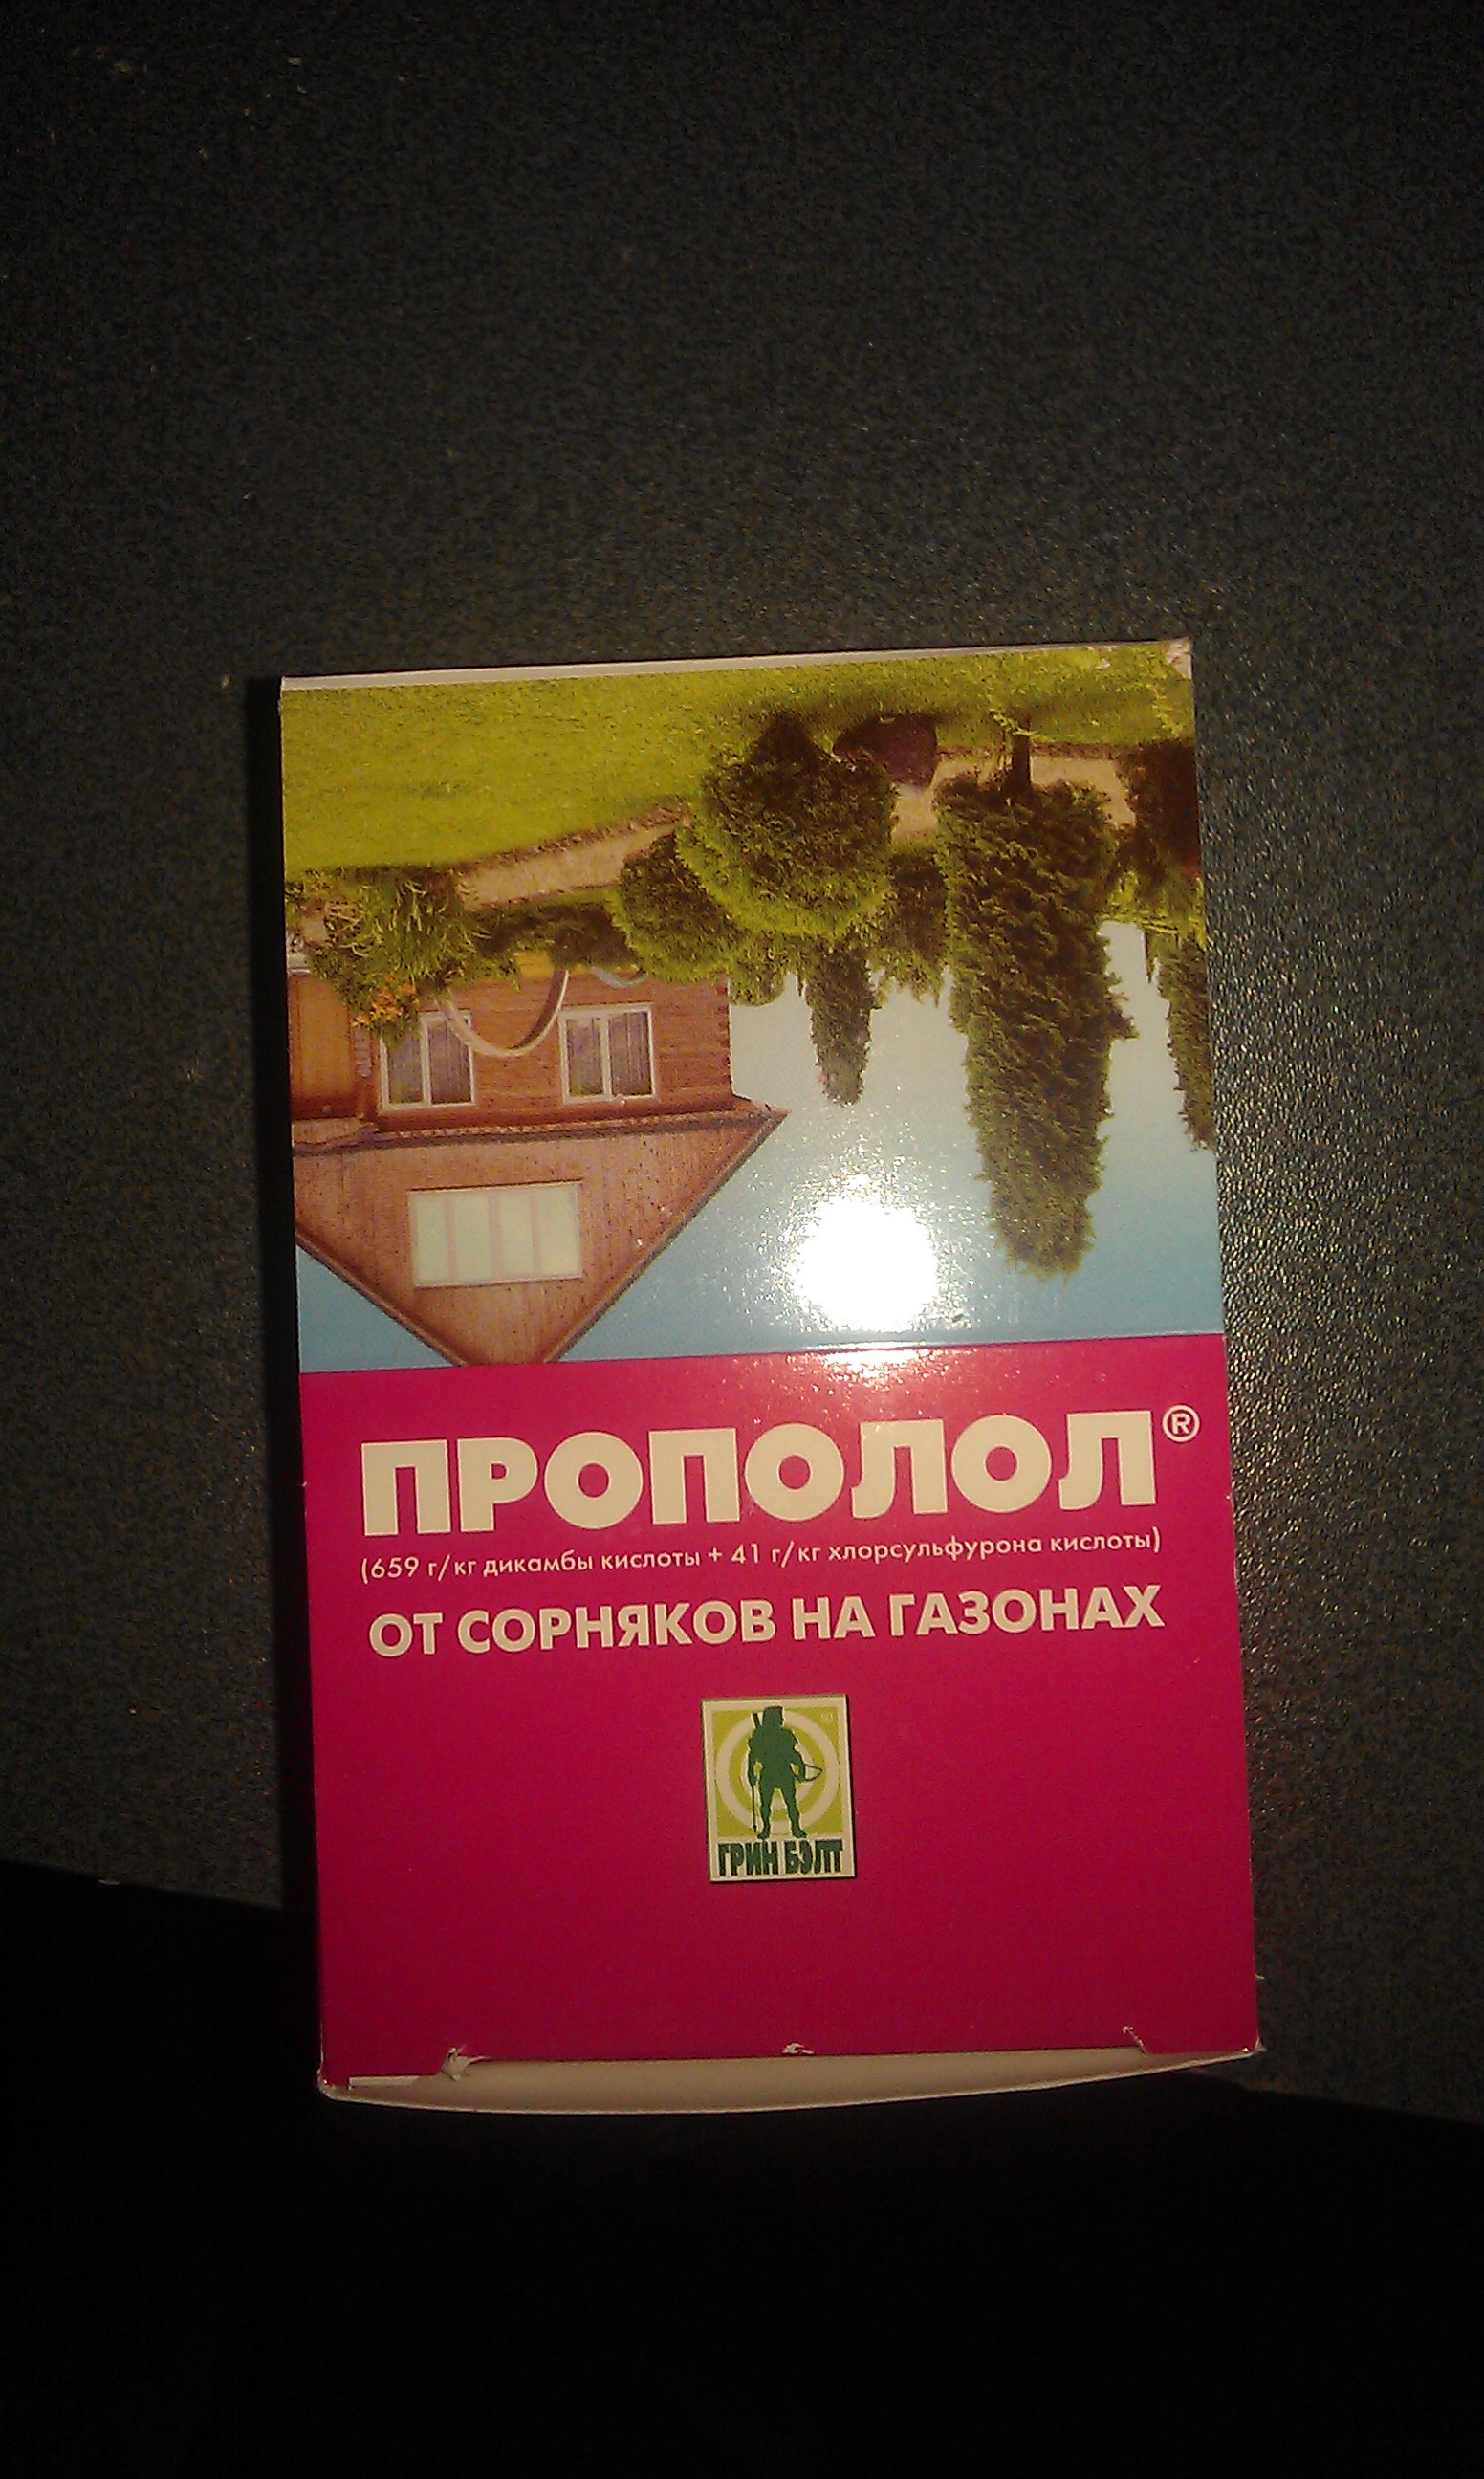 ПРОПОЛОЛ®
(659 г/кг дикамбы кислоты + 41 г/кг хлорсульфурона кислоты)
ОТ СОРНЯКОВ НА ГАЗОНАХ
ГРИН БЭЛТ